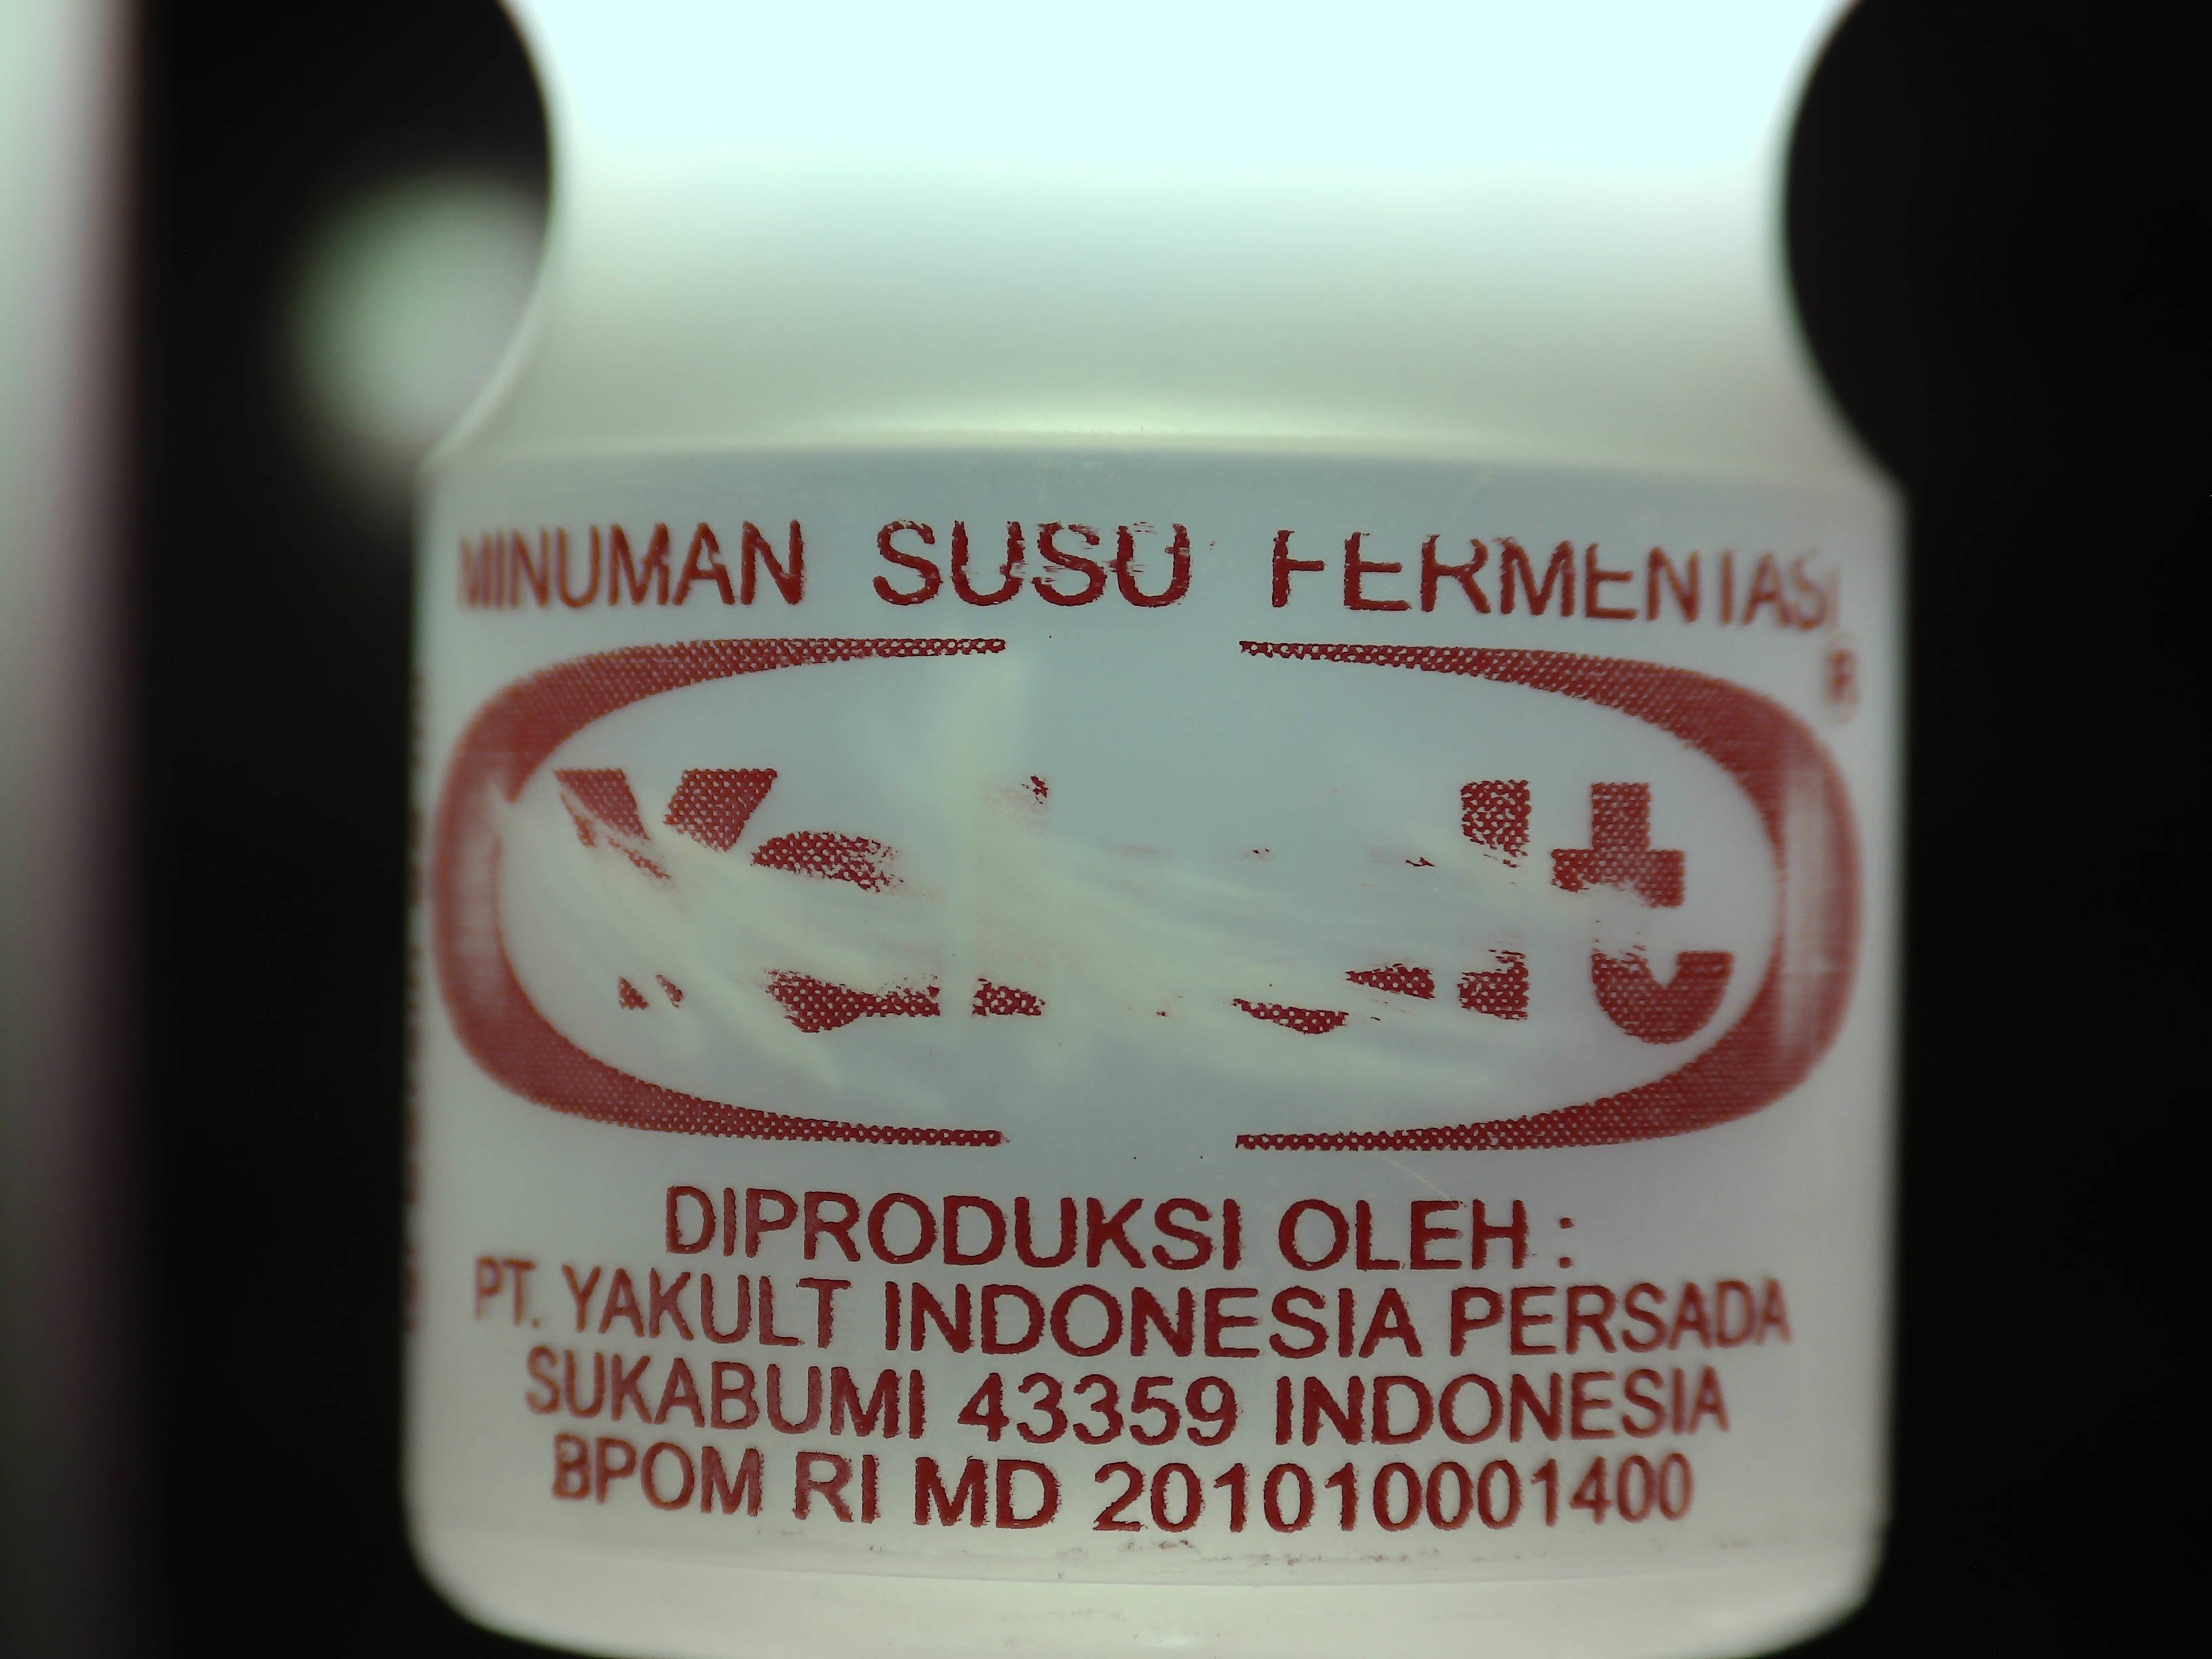 MINUMAN SUSU FERMENTASI
®
DIPRODUKSI OLEH :
PT. YAKULT INDONESIA PERSADA
SUKABUMI 43359 INDONESIA
BPOM RI MD 201010001400